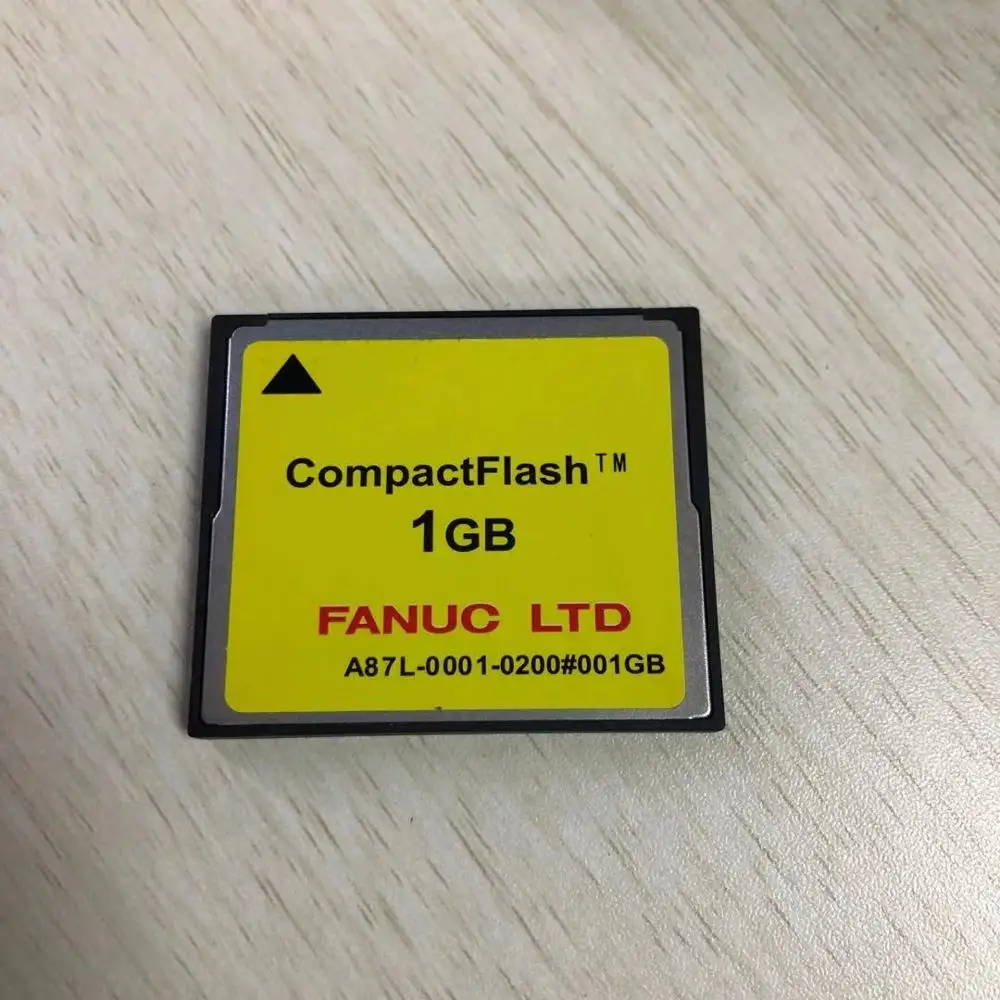 CompactFlash™
1GB
FANUC LTD
A87L-0001-0200#001GB